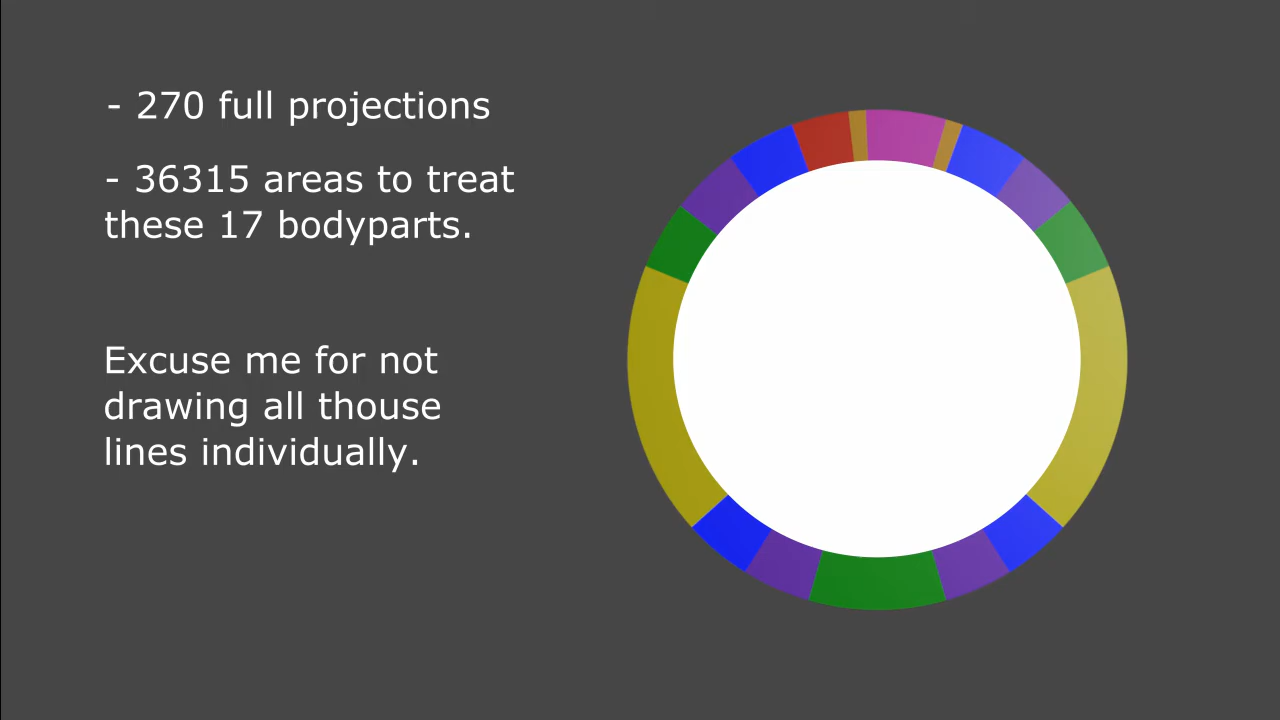 - 270 full projections
- 36315 areas to treat
these 17 bodyparts.
Excuse me for not
drawing all thouse
lines individually.